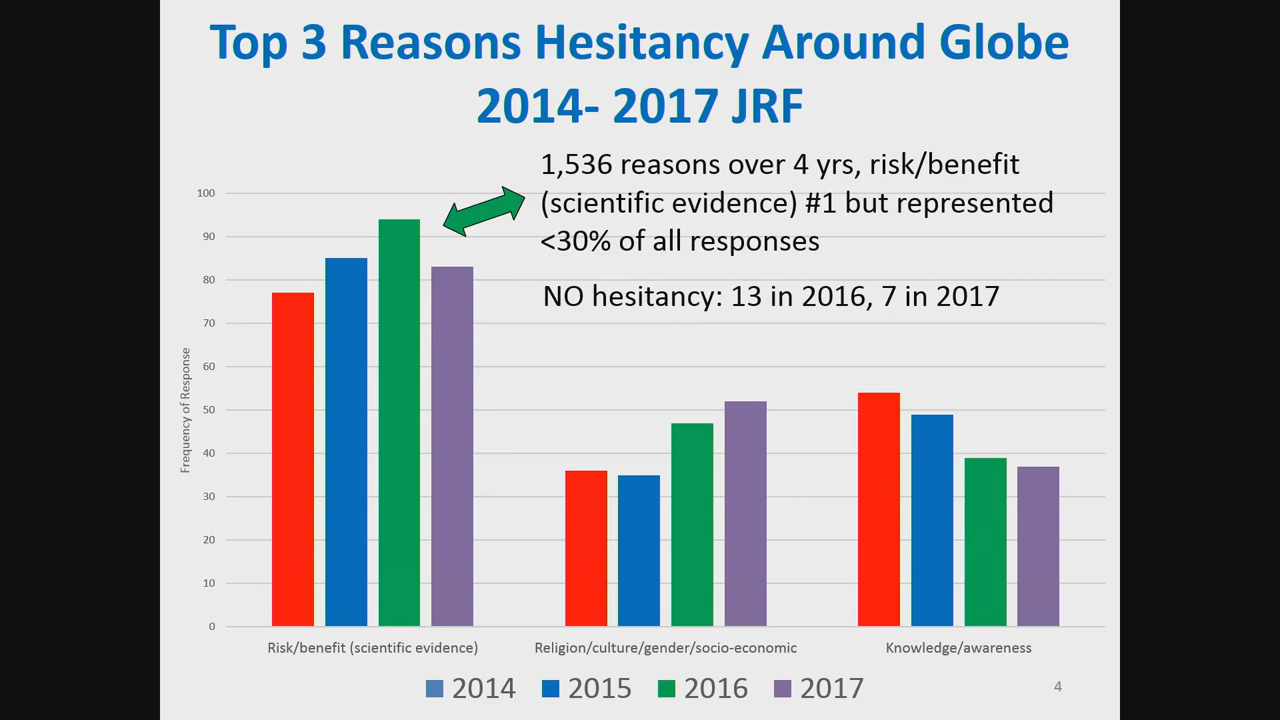 Top 3 Reasons Hesitancy Around Globe
2014- 2017 JRF
1,536 reasons over 4 yrs, risk/benefit
(scientific evidence) #1 but represented
<30% of all responses
NO hesitancy: 13 in 2016, 7 in 2017
Frequency of Response
100
90
80
70
60
50
40
30
20
10
0
Risk/benefit (scientific evidence) Religion/culture/gender/socio-economic Knowledge/awareness
2014 2015 2016 2017
4